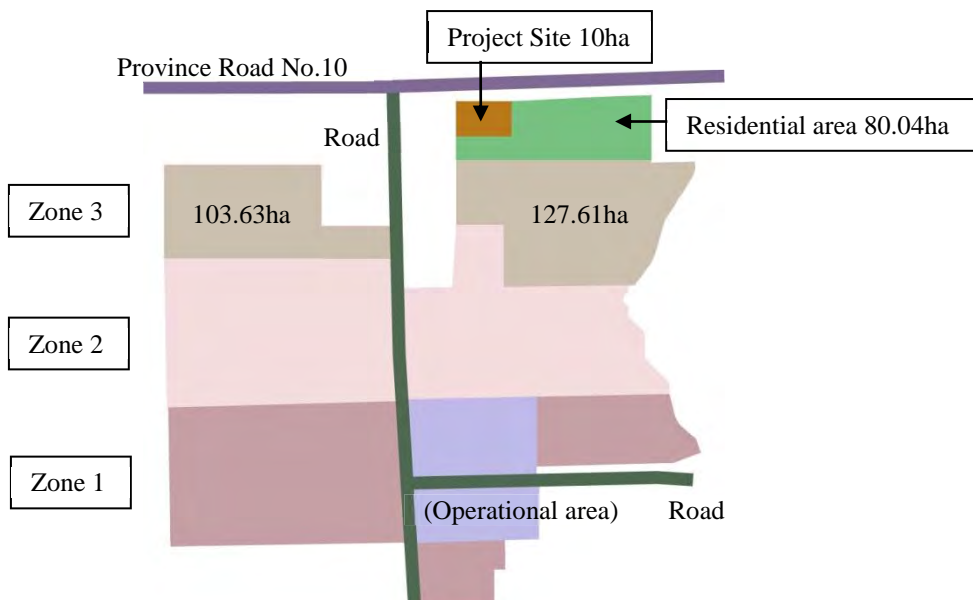 Project Site 10ha
Province Road No.10
Road
Residential area 80.04ha
Zone 3
103.63ha
127.61ha
Zone 2
Zone 1
(Operational area)
Road